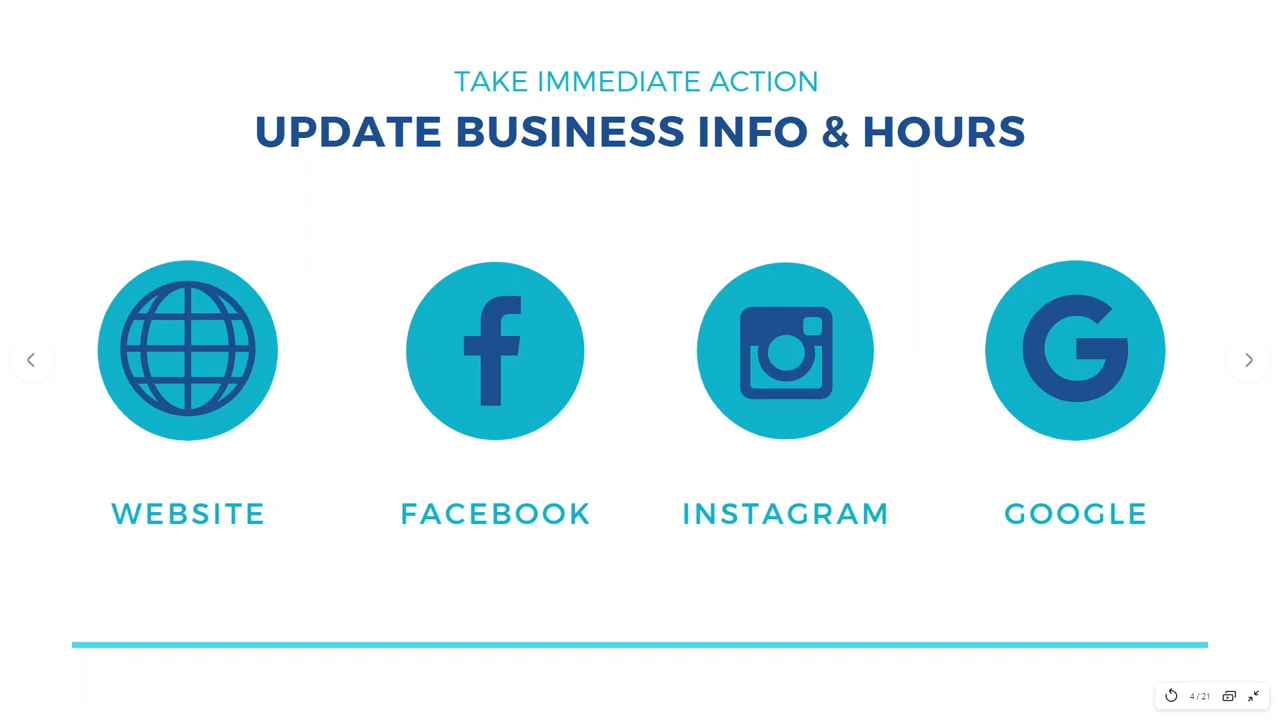 TAKE IMMEDIATE ACTION
UPDATE BUSINESS INFO & HOURS
WEBSITE
FACEBOOK
INSTAGRAM
GOOGLE
4 / 21